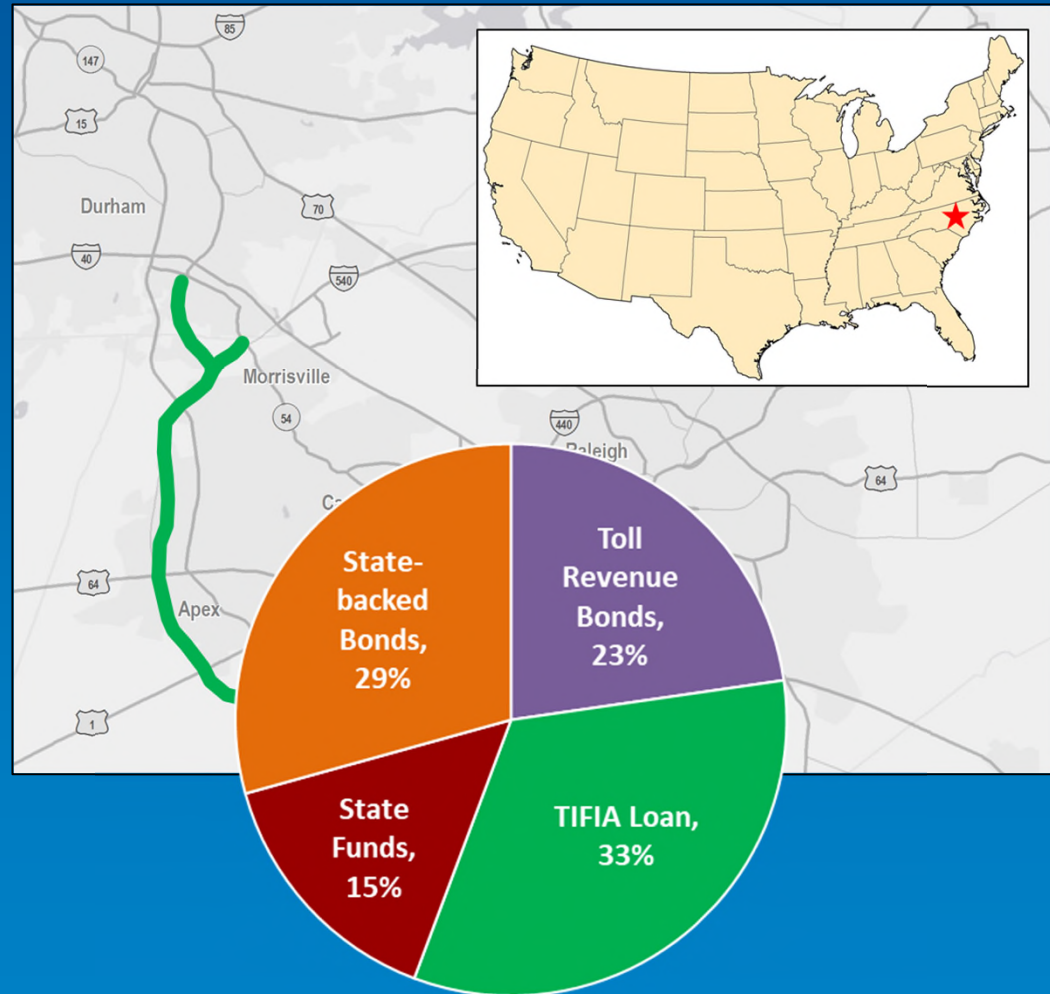 85
147
15
Durham
70
40
540
Morrisville
54
440
Raleigh
64
64
Apex
1
State-
backed
Bonds,
29%
Toll
Revenue
Bonds,
23%
State
Funds,
15%
TIFIA Loan,
33%